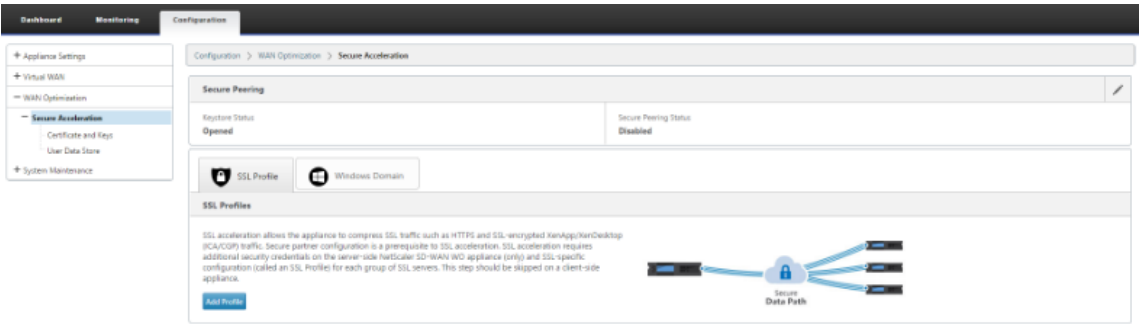 Dashboard Monitoring Configuration
+ Appliance Settings
+ Virtual WAN
− WAN Optimization
− Secure Acceleration
Certificate and Keys
User Data Store
+ System Maintenance
Configuration > WAN Optimization > Secure Acceleration
Secure Peering
Keystore Status
Opened
Secure Peering Status
Disabled
SSL Profile Windows Domain
SSL Profiles
SSL acceleration allows the appliance to compress SSL traffic such as HTTPS and SSL-encrypted XenApp/XenDesktop
(ICA/CGP) traffic. Secure partner configuration is a prerequisite to SSL acceleration. SSL acceleration requires
additional security credentials on the server-side NetScaler SD-WAN WO appliance (only) and SSL-specific
configuration (called an SSL Profile) for each group of SSL servers. This step should be skipped on a client-side
appliance.
Add Profile
Secure
Data Path